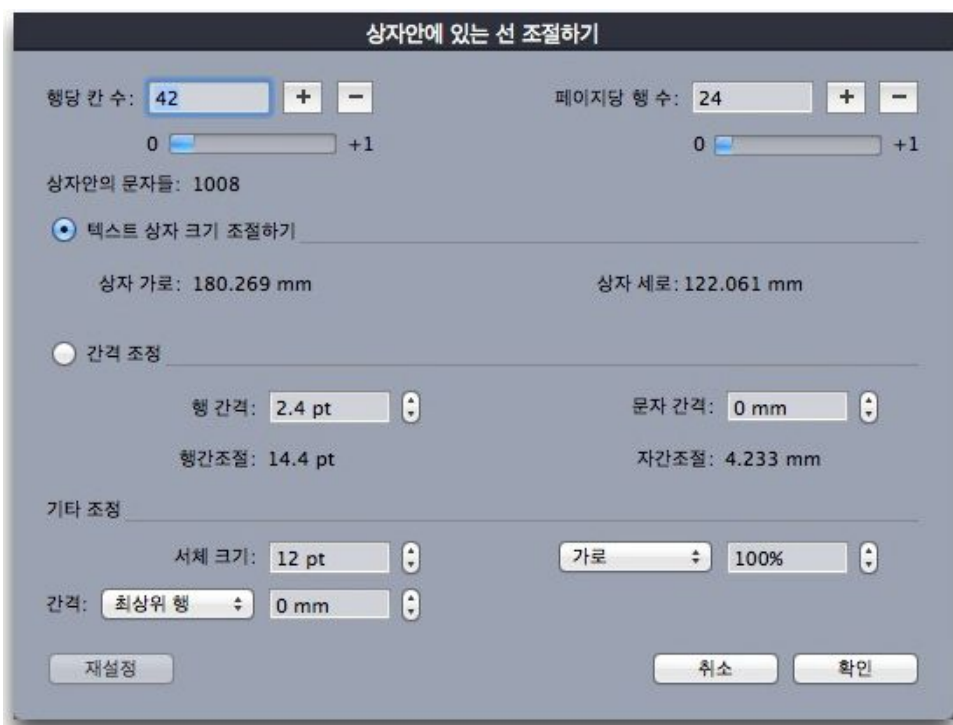 상자안에 있는 선 조절하기
행당 칸 수: 42 + − 페이지당 행 수: 24 + −
0 +1 0 +1
상자안의 문자들: 1008
텍스트 상자 크기 조절하기
상자 가로: 180.269 mm 상자 세로: 122.061 mm
간격 조정
행 간격: 2.4 pt 문자 간격: 0 mm
행간조절: 14.4 pt 자간조절: 4.233 mm
기타 조정
서체 크기: 12 pt 가로 100%
간격: 최상위 행 0 mm
재설정 취소 확인